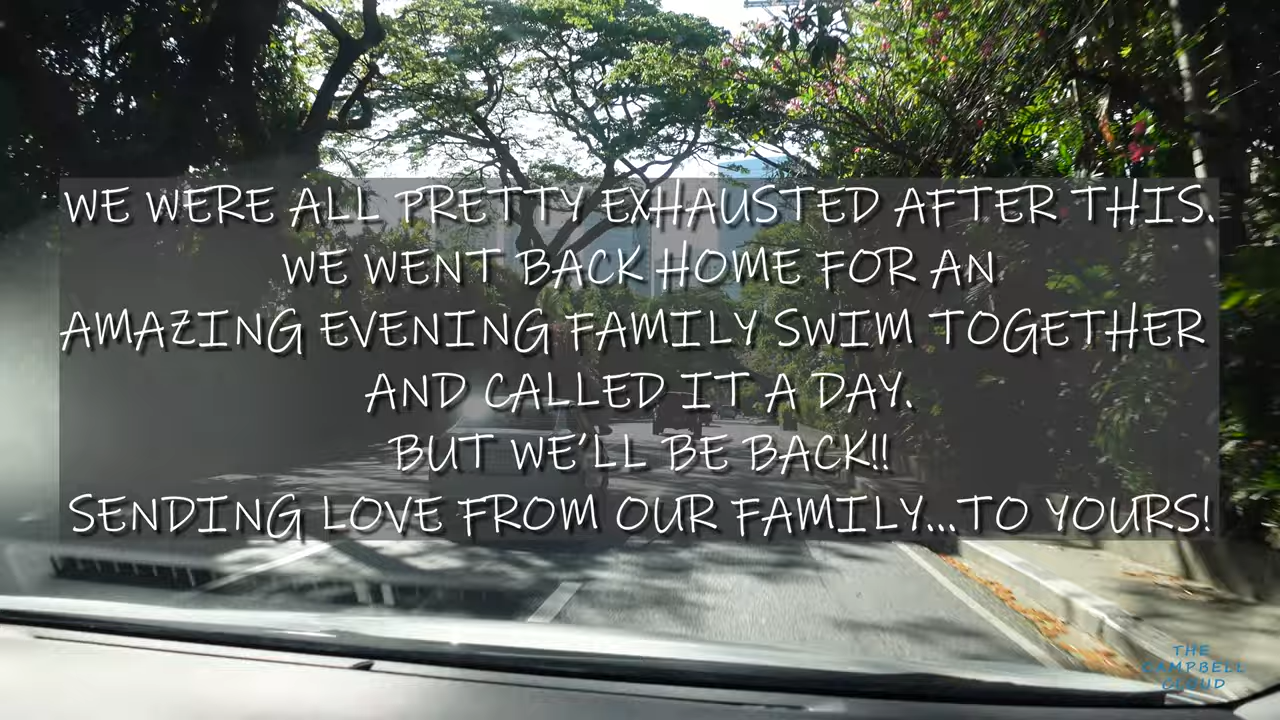 WE WERE ALL PRETTY EXHAUSTED AFTER THIS.
WE WENT BACK HOME FOR AN
AMAZING EVENING FAMILY SWIM TOGETHER
AND CALLED IT A DAY.
BUT WE'LL BE BACK!!
SENDING LOVE FROM OUR FAMILY...TO YOURS!
THE
CAMPBELL
CLOUD